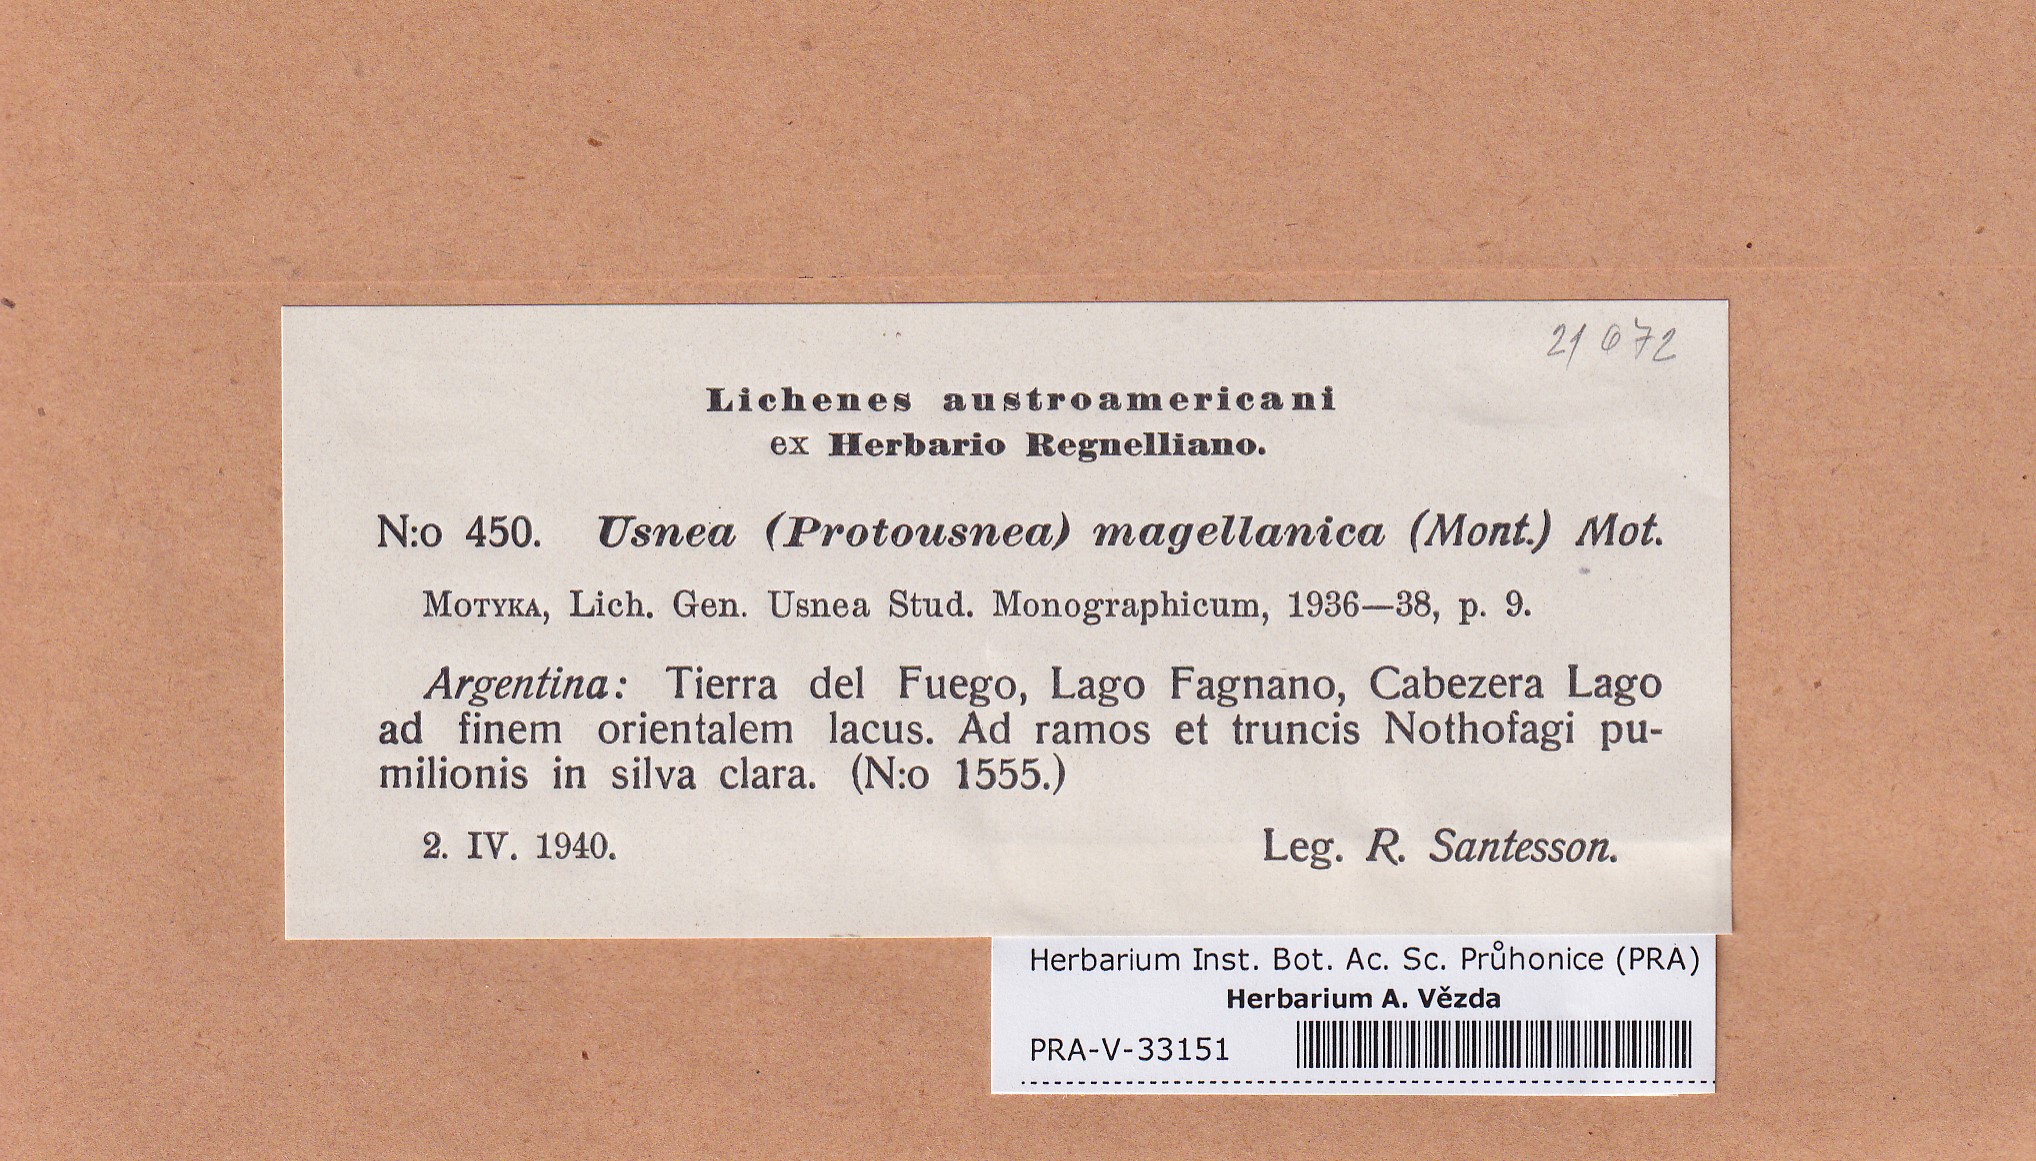 21672
Lichenes austroamericani
ex Herbario Regnelliano.
N:o 450. Usnea (Protousnea) magellanica (Mont.) Mot.
MOTYKA, Lich. Gen. Usnea Stud. Monographicum, 1936—38, p. 9.
Argentina: Tierra del Fuego, Lago Fagnano, Cabezera Lago
ad finem orientalem lacus. Ad ramos et truncis Nothofagi pu-
milionis in silva clara. (N:o 1555.)
2. IV. 1940. Leg. R. Santesson.
Herbarium Inst. Bot. Ac. Sc. Průhonice (PRA)
Herbarium A. Vězda
PRA-V-33151